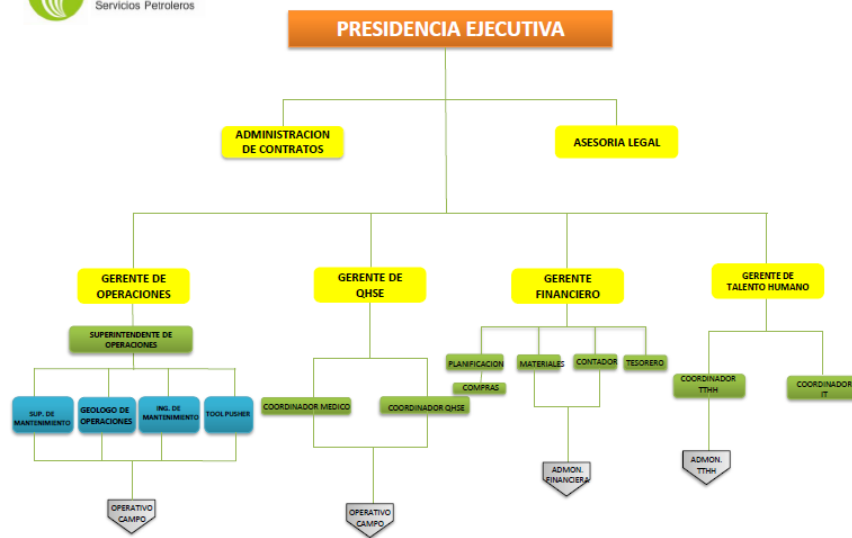 Servicios Petroleros
PRESIDENCIA EJECUTIVA
ADMINISTRACION
DE CONTRATOS
ASESORIA LEGAL
GERENTE DE
OPERACIONES
GERENTE DE
QHSE
GERENTE
FINANCIERO
GERENTE DE
TALENTO HUMANO
SUPERINTENDENTE DE
OPERACIONES
PLANIFICACION
MATERIALES
CONTADOR
TESORERO
COMPRAS
COORDINADOR
TTHH
COORDINADOR
IT
SUP. DE
MANTENIMIENTO
GEOLOGO DE
OPERACIONES
ING. DE
MANTENIMIENTO
TOOL PUSHER
COORDINADOR MEDICO
COORDINADOR QHSE
ADMON.
FINANCIERA
ADMON.
TTHH
OPERATIVO
CAMPO
OPERATIVO
CAMPO